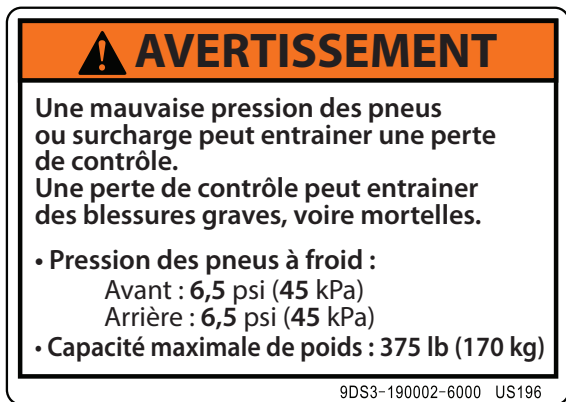 AVERTISSEMENT
Une mauvaise pression des pneus
ou surcharge peut entrainer une perte
de contrôle.
Une perte de contrôle peut entrainer
des blessures graves, voire mortelles.
• Pression des pneus à froid :
Avant : 6,5 psi (45 kPa)
Arrière : 6,5 psi (45 kPa)
• Capacité maximale de poids : 375 lb (170 kg)
9DS3-190002-6000 US196